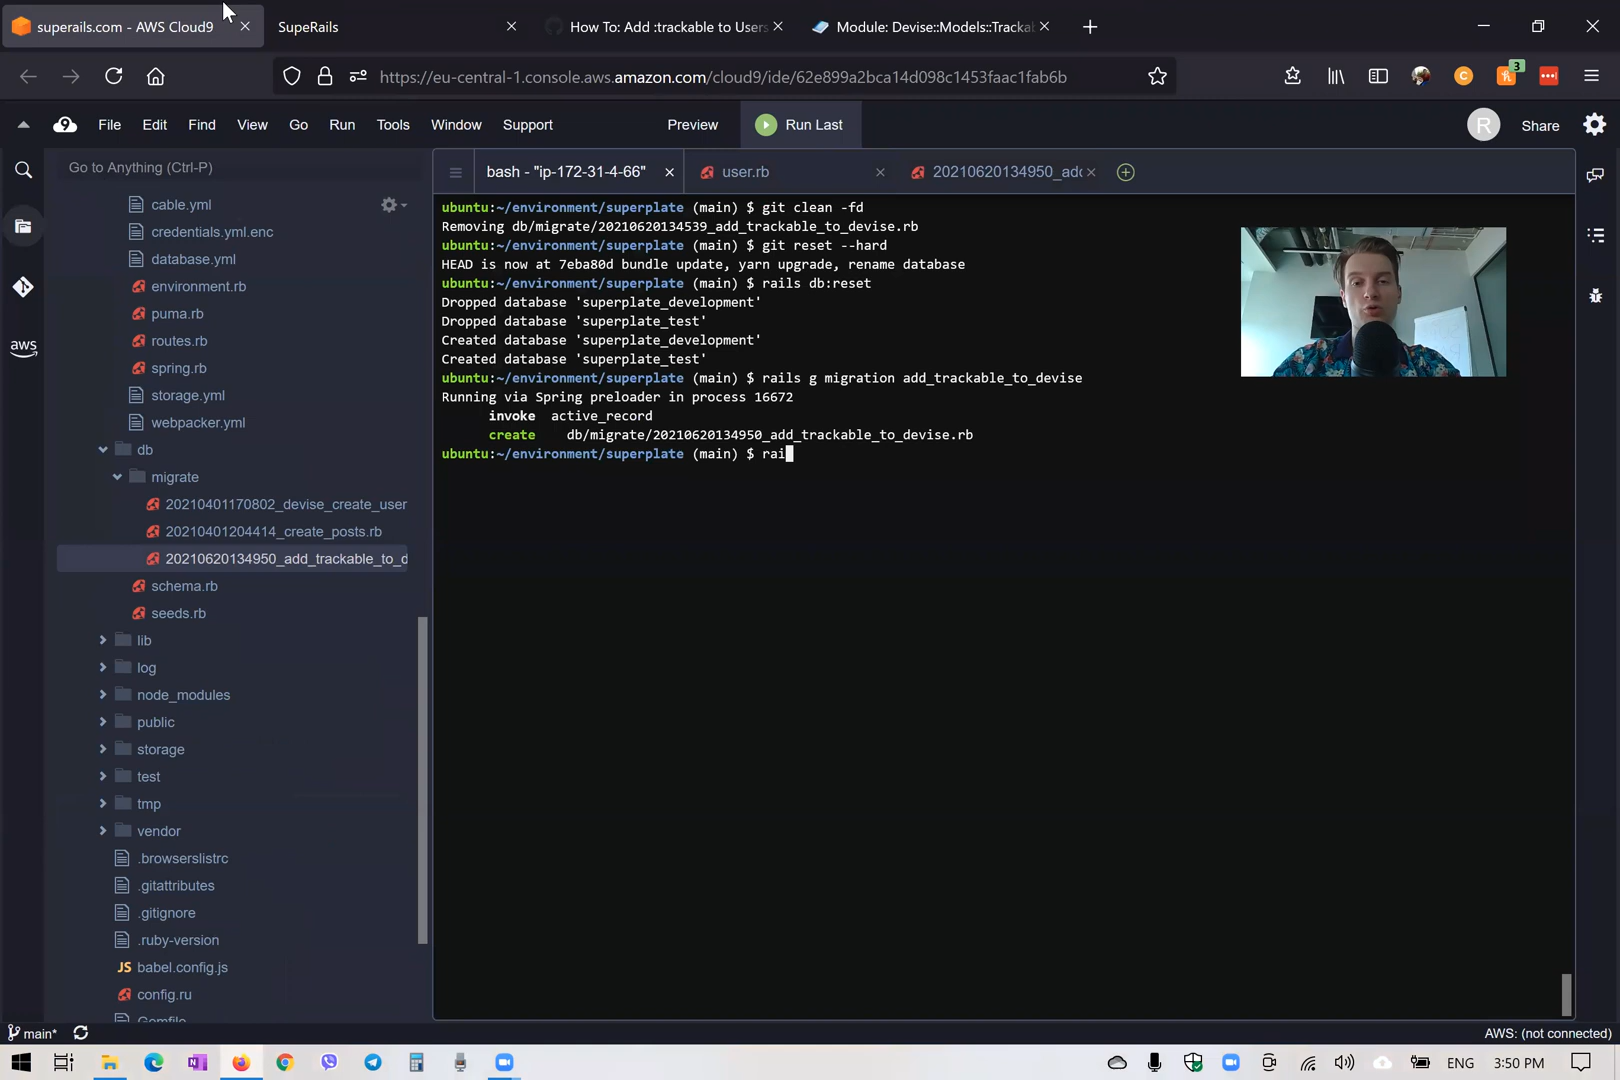 superails.com - AWS Cloud9
SupeRails
How To: Add :trackable to Users
Module: Devise::Models::Tracka
https://eu-central-1.console.aws.amazon.com/cloud9/ide/62e899a2bca14d098c1453faac1fab6b
C
3
9
File
Edit
Find
View
Go
Run
Tools
Window
Support
Preview
Run Last
R
Share
Go to Anything (Ctrl-P)
bash - "ip-172-31-4-66"
user.rb
20210620134950_add
aws
cable.yml
credentials.yml.enc
database.yml
environment.rb
puma.rb
routes.rb
spring.rb
storage.yml
webpacker.yml
db
migrate
20210401170802_devise_create_user
20210401204414_create_posts.rb
20210620134950_add_trackable_to_d
schema.rb
seeds.rb
lib
log
node_modules
public
storage
test
tmp
vendor
.browserslistrc
.gitattributes
.gitignore
.ruby-version
JS babel.config.js
config.ru
Gemfile
ubuntu:~/environment/superplate (main) $ git clean -fd
Removing db/migrate/20210620134539_add_trackable_to_devise.rb
ubuntu:~/environment/superplate (main) $ git reset --hard
HEAD is now at 7eba80d bundle update, yarn upgrade, rename database
ubuntu:~/environment/superplate (main) $ rails db:reset
Dropped database 'superplate_development'
Dropped database 'superplate_test'
Created database 'superplate_development'
Created database 'superplate_test'
ubuntu:~/environment/superplate (main) $ rails g migration add_trackable_to_devise
Running via Spring preloader in process 16672
invoke active_record
create db/migrate/20210620134950_add_trackable_to_devise.rb
ubuntu:~/environment/superplate (main) $ rai
main*
AWS: (not connected)
ENG
3:50 PM